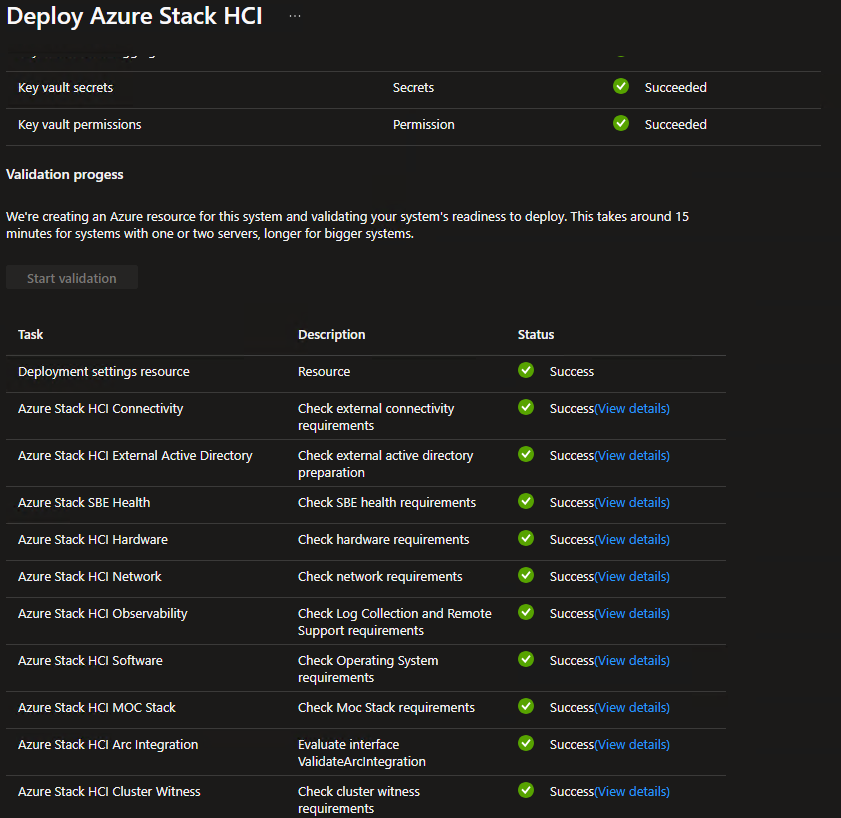 Deploy Azure Stack HCI ...
Key vault secrets Secrets Succeeded
Key vault permissions Permission Succeeded
Validation progess
We're creating an Azure resource for this system and validating your system's readiness to deploy. This takes around 15
minutes for systems with one or two servers, longer for bigger systems.
Start validation
Task Description Status
Deployment settings resource Resource Success
Azure Stack HCI Connectivity Check external connectivity Success(View details)
requirements
Azure Stack HCI External Active Directory Check external active directory Success(View details)
preparation
Azure Stack SBE Health Check SBE health requirements Success(View details)
Azure Stack HCI Hardware Check hardware requirements Success(View details)
Azure Stack HCI Network Check network requirements Success(View details)
Azure Stack HCI Observability Check Log Collection and Remote Success(View details)
Support requirements
Azure Stack HCI Software Check Operating System Success(View details)
requirements
Azure Stack HCI MOC Stack Check Moc Stack requirements Success(View details)
Azure Stack HCI Arc Integration Evaluate interface Success(View details)
ValidateArcIntegration
Azure Stack HCI Cluster Witness Check cluster witness Success(View details)
requirements